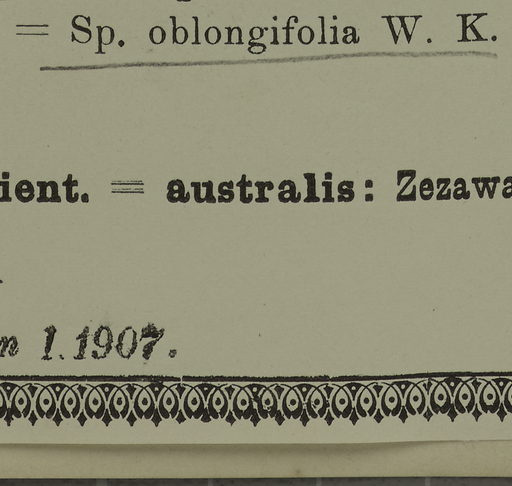 = Sp. oblongifolia W. K.
ient. = australis: Zezawa
n 1.1907.